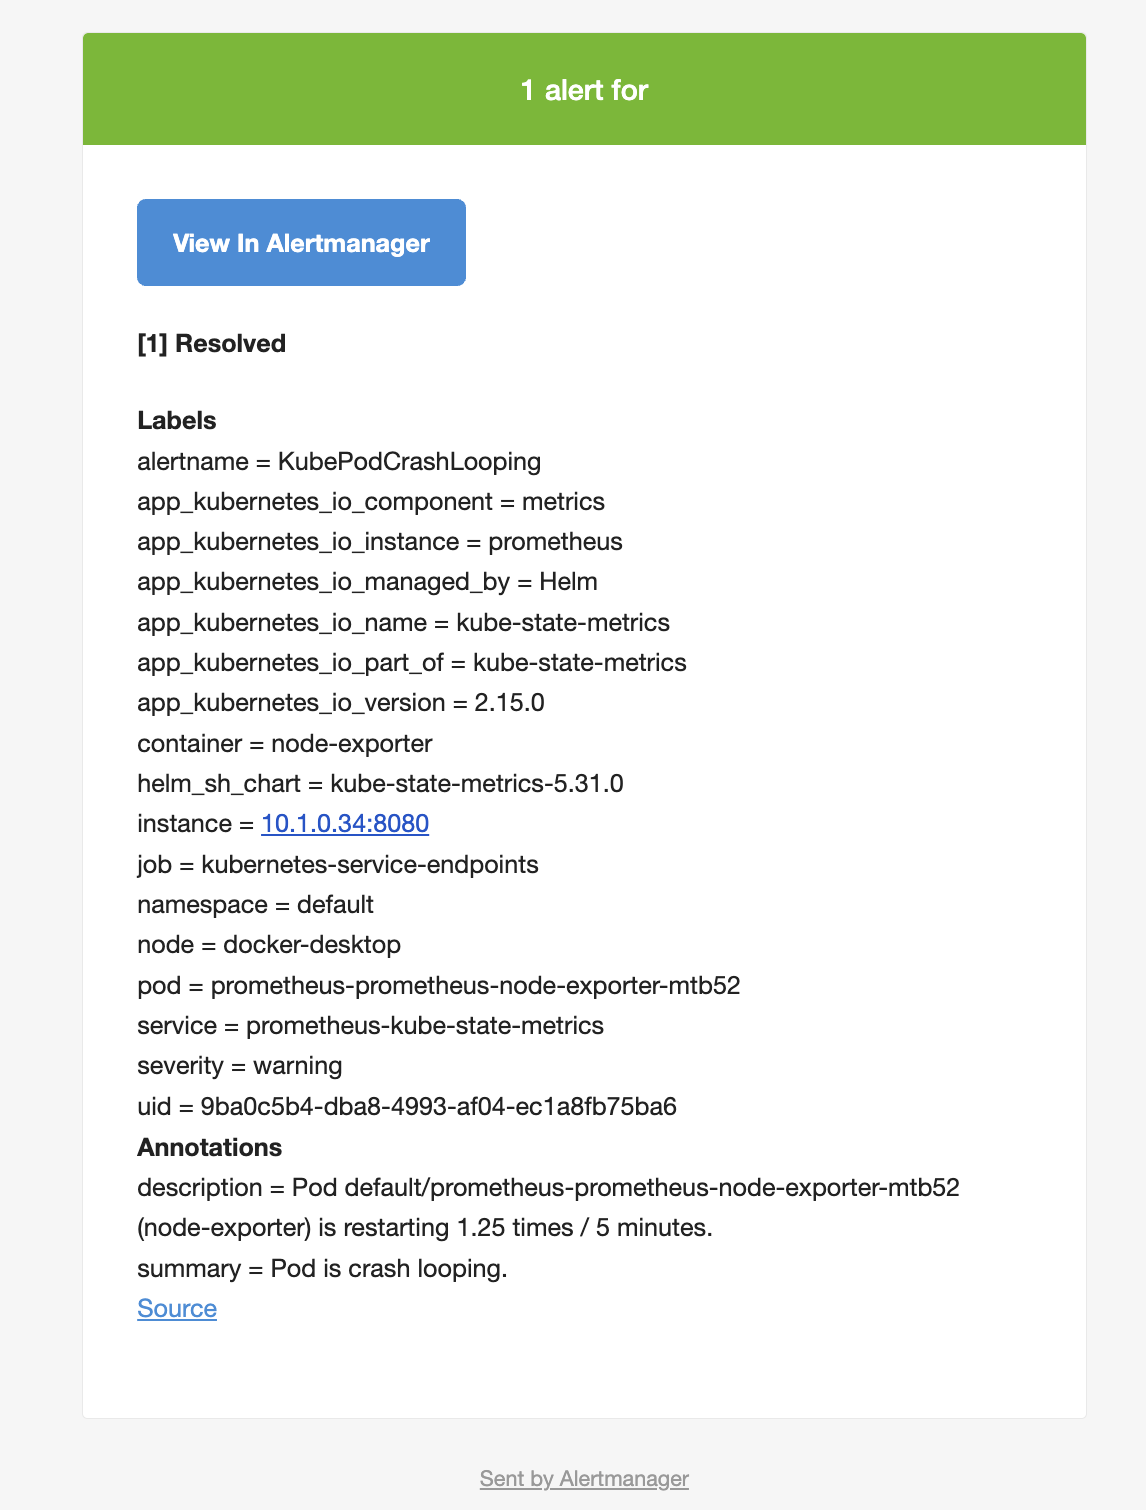 1 alert for
View In Alertmanager
[1] Resolved
Labels
alertname = KubePodCrashLooping
app_kubernetes_io_component = metrics
app_kubernetes_io_instance = prometheus
app_kubernetes_io_managed_by = Helm
app_kubernetes_io_name = kube-state-metrics
app_kubernetes_io_part_of = kube-state-metrics
app_kubernetes_io_version = 2.15.0
container = node-exporter
helm_sh_chart = kube-state-metrics-5.31.0
instance = 10.1.0.34:8080
job = kubernetes-service-endpoints
namespace = default
node = docker-desktop
pod = prometheus-prometheus-node-exporter-mtb52
service = prometheus-kube-state-metrics
severity = warning
uid = 9ba0c5b4-dba8-4993-af04-ec1a8fb75ba6
Annotations
description = Pod default/prometheus-prometheus-node-exporter-mtb52
(node-exporter) is restarting 1.25 times / 5 minutes.
summary = Pod is crash looping.
Source
Sent by Alertmanager